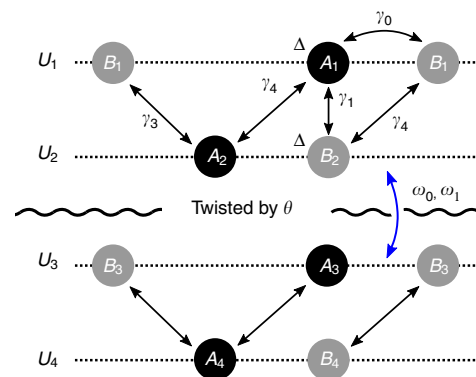 γ₀
U₁ B₁ Δ A₁ B₁
γ₃ γ₄ γ₁ γ₄
U₂ A₂ Δ B₂
Twisted by θ ω₀, ω₁
U₃ B₃ A₃ B₃
U₄ A₄ B₄